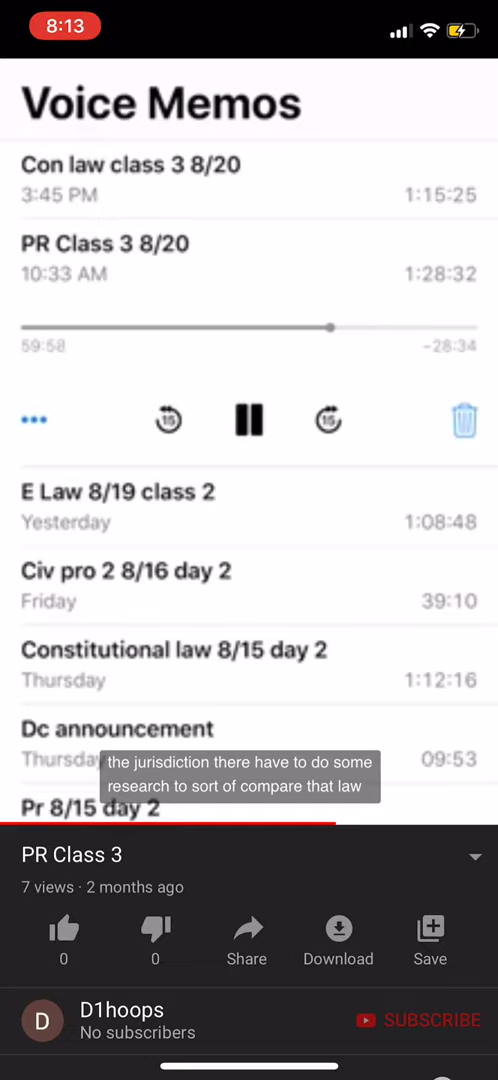 8:13
Voice Memos
Con law class 3 8/20
3:45 PM 1:15:25
PR Class 3 8/20
10:33 AM 1:28:32
59:58 -28:34
15 15
E Law 8/19 class 2
Yesterday 1:08:48
Civ pro 2 8/16 day 2
Friday 39:10
Constitutional law 8/15 day 2
Thursday 1:12:16
Dc announcement
Thursday 09:53
the jurisdiction there have to do some
research to sort of compare that law
Pr 8/15 day 2
PR Class 3
7 views · 2 months ago
0 0 Share Download Save
D D1hoops
No subscribers SUBSCRIBE